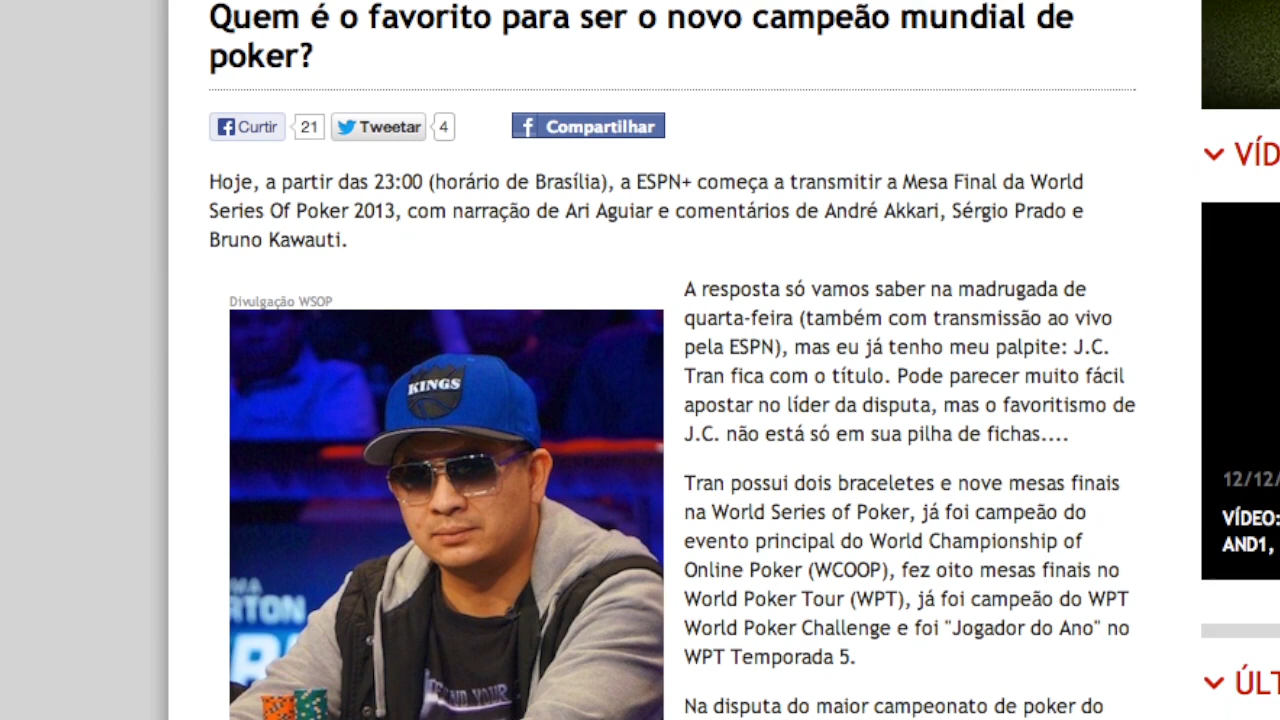 Quem é o favorito para ser o novo campeão mundial de
poker?
Curtir 21 Tweetar 4 Compartilhar
Hoje, a partir das 23:00 (horário de Brasília), a ESPN+ começa a transmitir a Mesa Final da World
Series Of Poker 2013, com narração de Ari Aguiar e comentários de André Akkari, Sérgio Prado e
Bruno Kawauti.
Divulgação WSOP
KINGS
A resposta só vamos saber na madrugada de
quarta-feira (também com transmissão ao vivo
pela ESPN), mas eu já tenho meu palpite: J.C.
Tran fica com o título. Pode parecer muito fácil
apostar no líder da disputa, mas o favoritismo de
J.C. não está só em sua pilha de fichas....
Tran possui dois braceletes e nove mesas finais
na World Series of Poker, já foi campeão do
evento principal do World Championship of
Online Poker (WCOOP), fez oito mesas finais no
World Poker Tour (WPT), já foi campeão do WPT
World Poker Challenge e foi "Jogador do Ano" no
WPT Temporada 5.
Na disputa do maior campeonato de poker do
VÍD
12/12/
VÍDEO:
AND1,
ÚLT